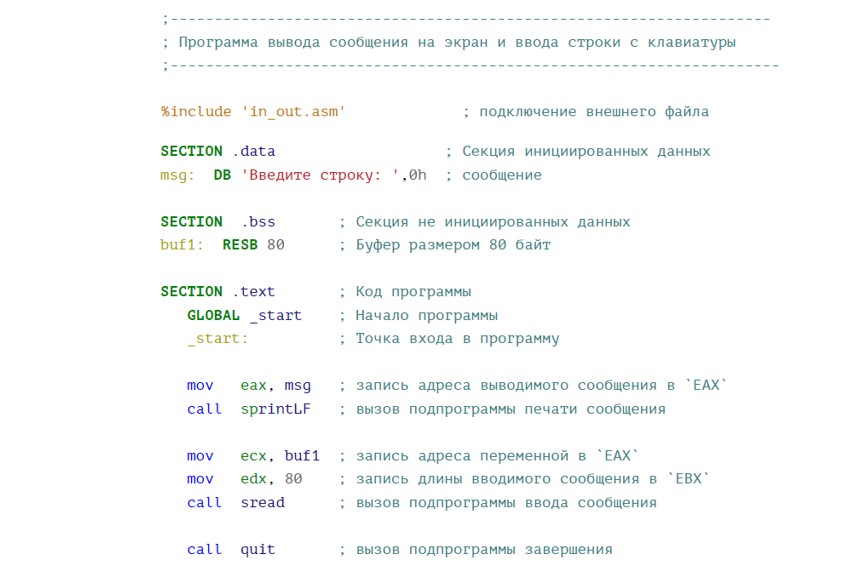 ;--------------------------------------------------------------------
; Программа вывода сообщения на экран и ввода строки с клавиатуры
;---------------------------------------------------------------------
%include 'in_out.asm' ; подключение внешнего файла
SECTION .data ; Секция инициированных данных
msg: DB 'Введите строку: ',0h ; сообщение
SECTION .bss ; Секция не инициированных данных
buf1: RESB 80 ; Буфер размером 80 байт
SECTION .text ; Код программы
GLOBAL _start ; Начало программы
_start: ; Точка входа в программу
mov eax, msg ; запись адреса выводимого сообщения в `EAX`
call sprintLF ; вызов подпрограммы печати сообщения
mov ecx, buf1 ; запись адреса переменной в `EAX`
mov edx, 80 ; запись длины вводимого сообщения в `EBX`
call sread ; вызов подпрограммы ввода сообщения
call quit ; вызов подпрограммы завершения